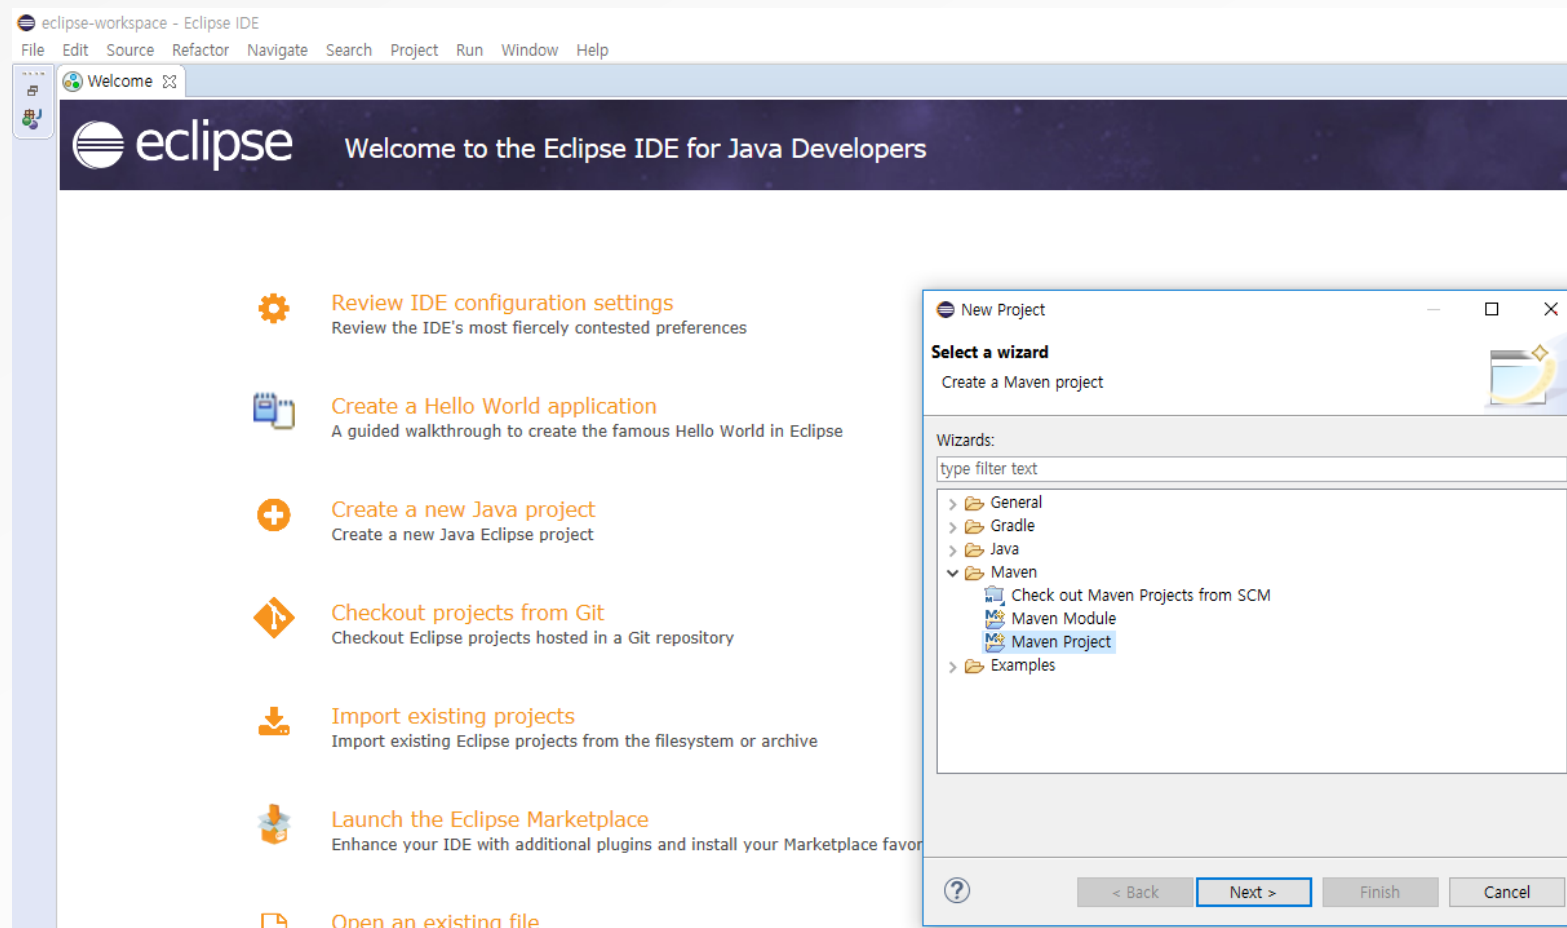 eclipse-workspace - Eclipse IDE
File Edit Source Refactor Navigate Search Project Run Window Help
Welcome
eclipse
Welcome to the Eclipse IDE for Java Developers
Review IDE configuration settings
Review the IDE's most fiercely contested preferences
Create a Hello World application
A guided walkthrough to create the famous Hello World in Eclipse
Create a new Java project
Create a new Java Eclipse project
Checkout projects from Git
Checkout Eclipse projects hosted in a Git repository
Import existing projects
Import existing Eclipse projects from the filesystem or archive
Launch the Eclipse Marketplace
Enhance your IDE with additional plugins and install your Marketplace favor
Open an existing file
New Project
Select a wizard
Create a Maven project
Wizards:
type filter text
General
Gradle
Java
Maven
Check out Maven Projects from SCM
Maven Module
Maven Project
Examples
< Back Next > Finish Cancel